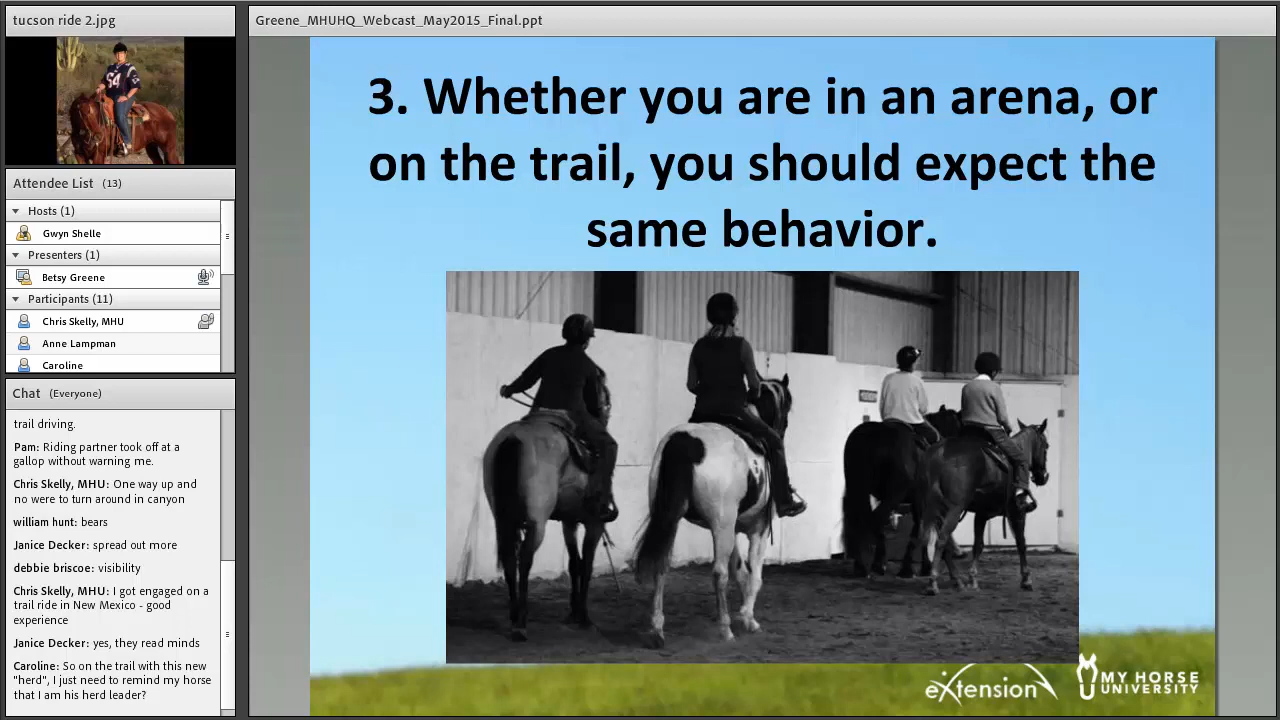 tucson ride 2.jpg
54
Attendee List (13)
Hosts (1)
Gwyn Shelle
Presenters (1)
Betsy Greene
Participants (11)
Chris Skelly, MHU
Anne Lampman
Caroline
Chat (Everyone)
trail driving.
Pam: Riding partner took off at a
gallop without warning me.
Chris Skelly, MHU: One way up and
no were to turn around in canyon
william hunt: bears
Janice Decker: spread out more
debbie briscoe: visibility
Chris Skelly, MHU: I got engaged on a
trail ride in New Mexico - good
experience
Janice Decker: yes, they read minds
Caroline: So on the trail with this new
"herd", I just need to remind my horse
that I am his herd leader?
Greene_MHUHQ_Webcast_May2015_Final.ppt
3. Whether you are in an arena, or
on the trail, you should expect the
same behavior.
eXtension
MY HORSE
UNIVERSITY